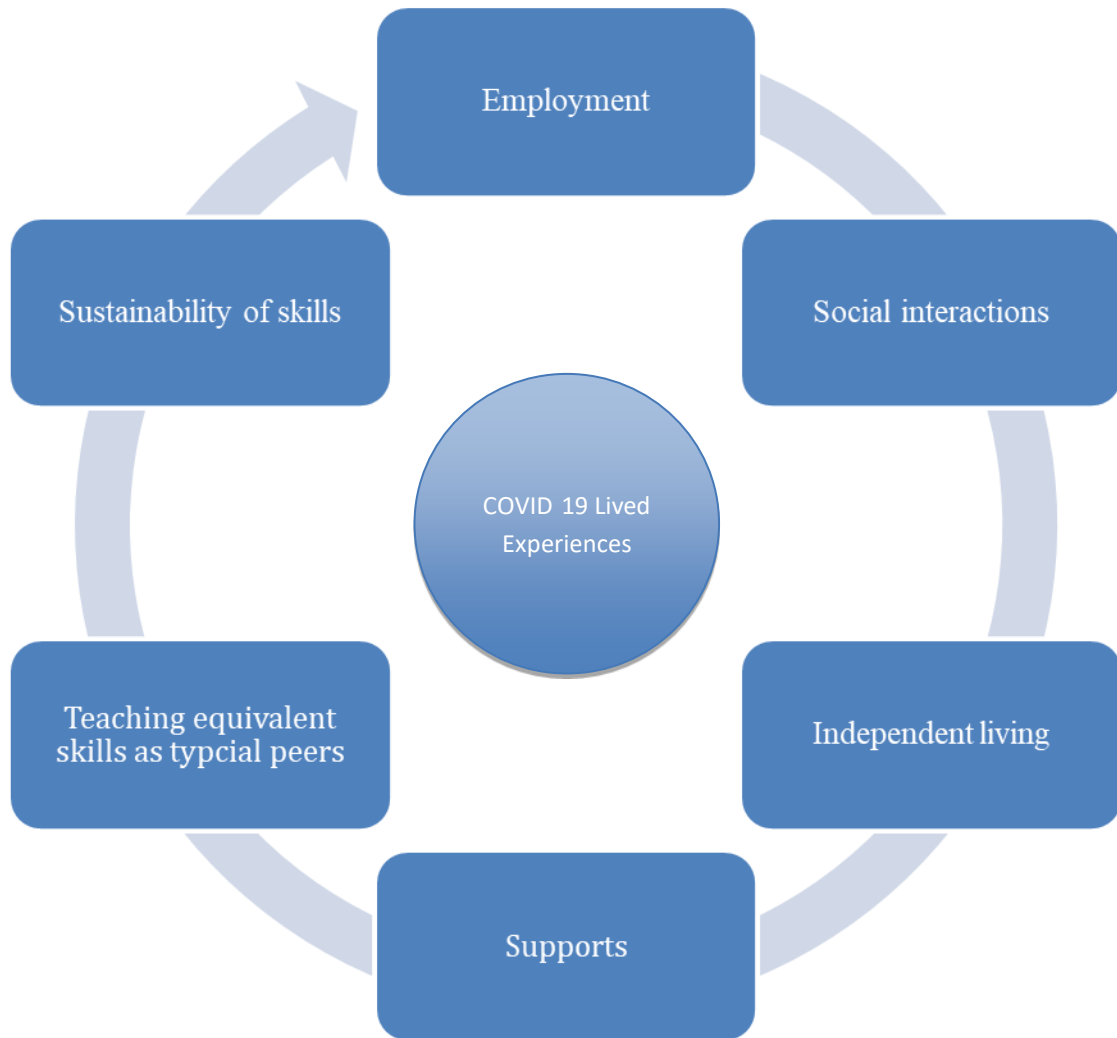 Employment
Social interactions
Independent living
Supports
Teaching equivalent
skills as typcial peers
Sustainability of skills
COVID 19 Lived
Experiences